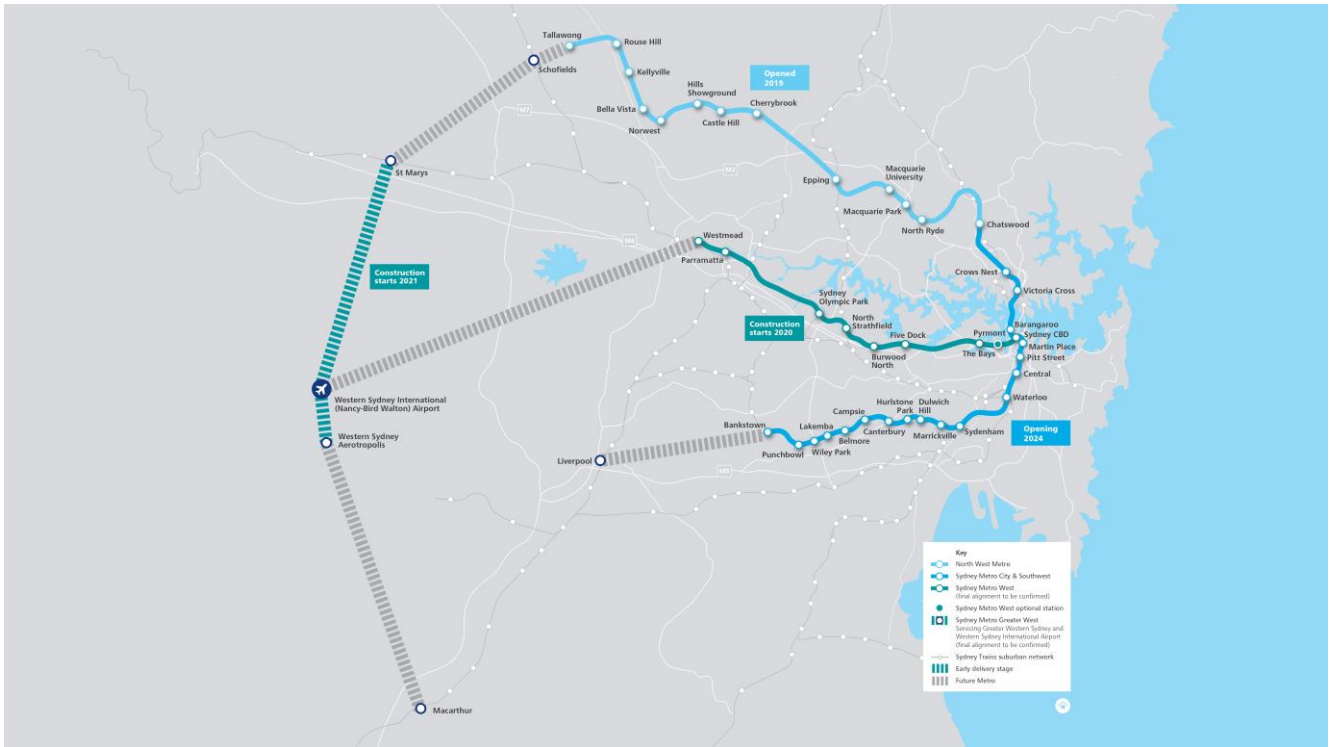 Tallawong
Rouse Hill
Schofields
Kellyville
Opened
2019
Hills
Showground
Bella Vista
Cherrybrook
M7
Castle Hill
Norwest
St Marys
M2
Epping
Macquarie
University
Macquarie Park
North Ryde
Chatswood
Westmead
M4
Parramatta
Construction
starts 2021
Crows Nest
Victoria Cross
Sydney
Olympic Park
Construction
starts 2020
North
Strathfield
Five Dock
Pymont
Barangaroo
Sydney CBD
Martin Place
Pitt Street
Burwood
North
The Bays
Central
Western Sydney International
(Nancy-Bird Walton) Airport
Waterloo
Western Sydney
Aerotropolis
Hurlstone
Park
Dulwich
Hill
Campsie
Bankstown
Lakemba
Canterbury
Marrickville
Sydenham
Belmore
Punchbowl
Wiley Park
Opening
2024
Liverpool
M5
Macarthur
Key
North West Metro
Sydney Metro City & Southwest
Sydney Metro West
(final alignment to be confirmed)
Sydney Metro West optional station
Sydney Metro Greater West
Servicing Greater Western Sydney and
Western Sydney International Airport
(final alignment to be confirmed)
Sydney Trains suburban network
Early delivery stage
Future Metro